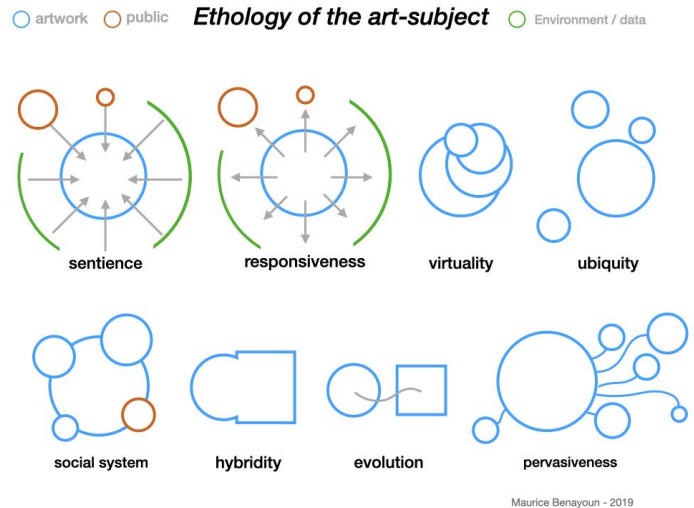 artwork public Ethology of the art-subject Environment / data
sentience responsiveness virtuality ubiquity
social system hybridity evolution pervasiveness
Maurice Benayoun - 2019